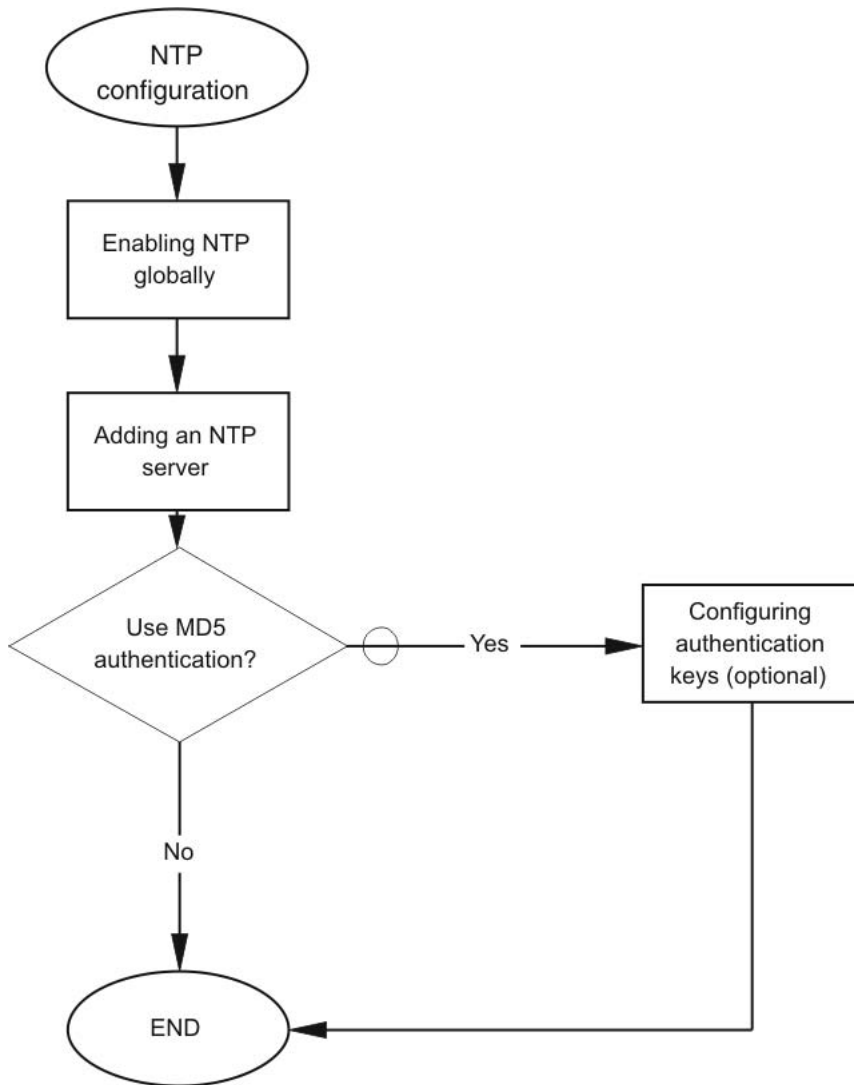 NTP
configuration
Enabling NTP
globally
Adding an NTP
server
Use MD5
authentication?
Yes
Configuring
authentication
keys (optional)
No
END